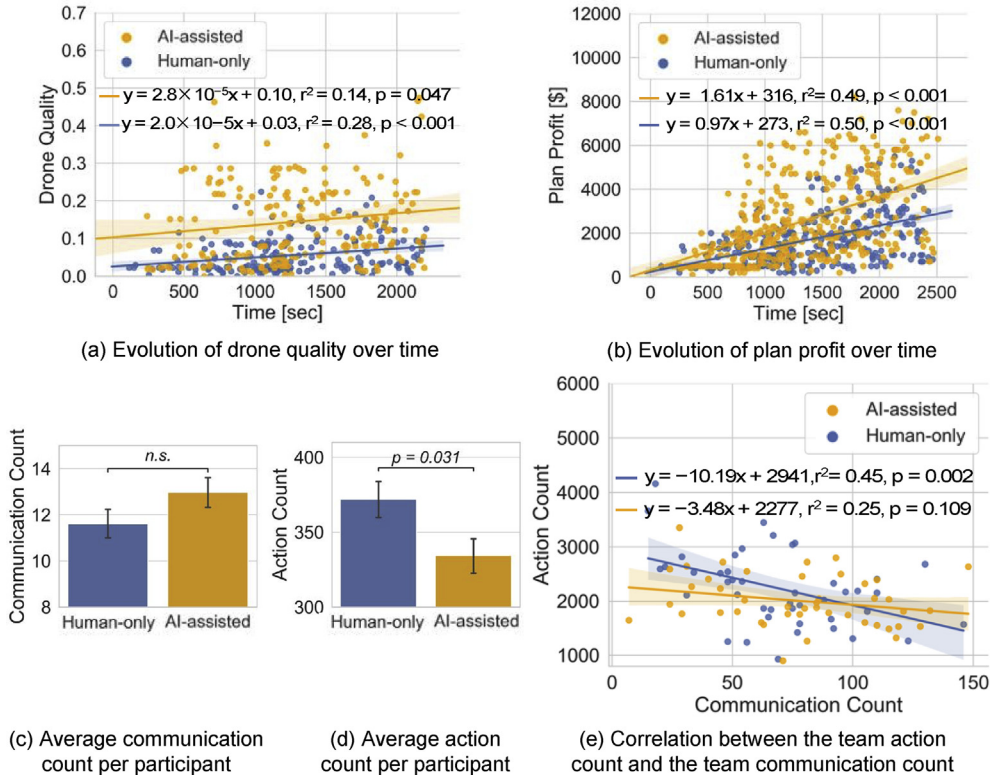 0.7
0.6
0.5
0.4
0.3
0.2
0.1
0.0
Drone Quality
AI-assisted
Human-only
y = 2.8×10⁻⁵x + 0.10, r² = 0.14, p = 0.047
y = 2.0×10−5x + 0.03, r² = 0.28, p < 0.001
0 500 1000 1500 2000
Time [sec]
(a) Evolution of drone quality over time
12000
10000
8000
6000
4000
2000
0
Plan Profit [$]
AI-assisted
Human-only
y = 1.61x + 316, r² = 0.49, p < 0.001
y = 0.97x + 273, r² = 0.50, p < 0.001
0 500 1000 1500 2000 2500
Time [sec]
(b) Evolution of plan profit over time
Communication Count
14
12
10
8
n.s.
Human-only AI-assisted
(c) Average communication
count per participant
Action Count
400
350
300
p = 0.031
Human-only AI-assisted
(d) Average action
count per participant
6000
5000
4000
3000
2000
1000
Action Count
AI-assisted
Human-only
y = −10.19x + 2941, r² = 0.45, p = 0.002
y = −3.48x + 2277, r² = 0.25, p = 0.109
0 50 100 150
Communication Count
(e) Correlation between the team action
count and the team communication count